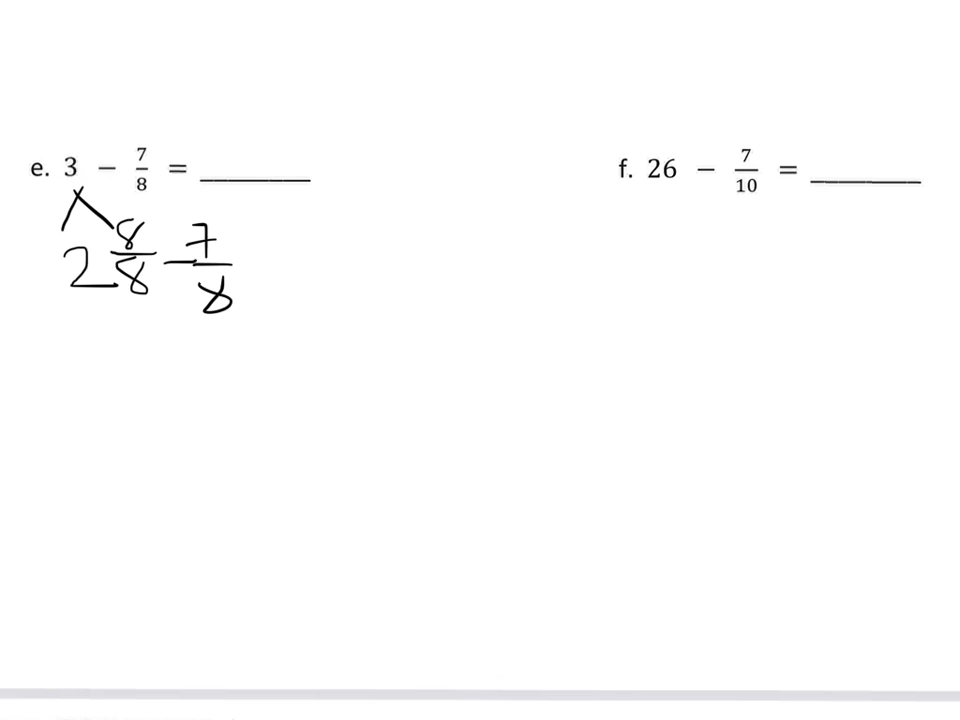 e. 3 − 7/8 = ________
f. 26 − 7/10 = ________
2 8/8 − 7/8